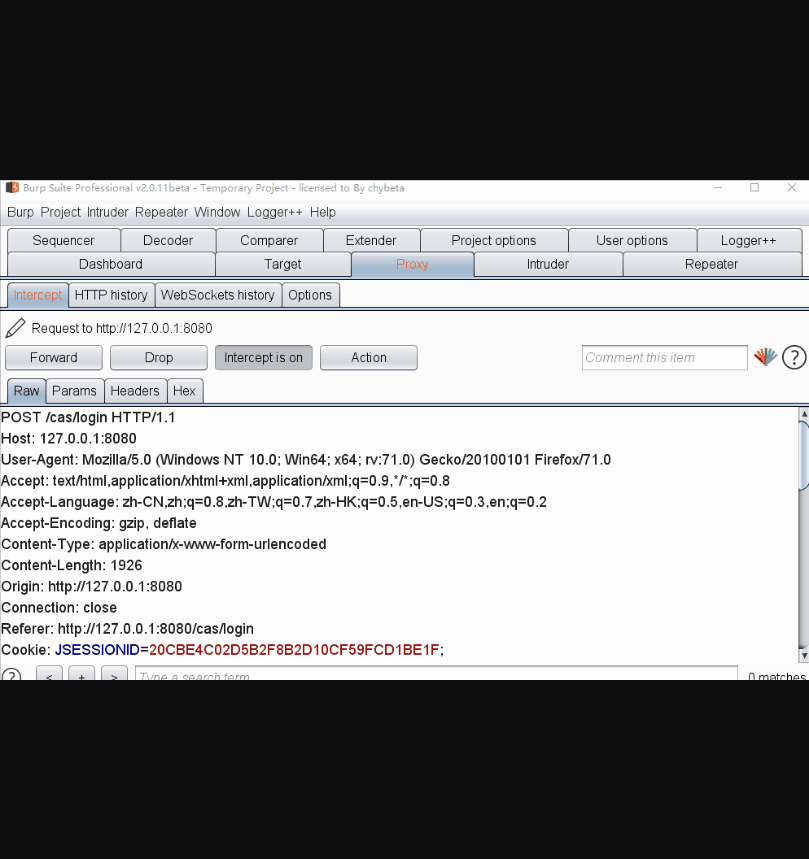 Burp Suite Professional v2.0.11beta - Temporary Project - licensed to By chybeta
Burp Project Intruder Repeater Window Logger++ Help
Sequencer Decoder Comparer Extender Project options User options Logger++
Dashboard Target Proxy Intruder Repeater
Intercept HTTP history WebSockets history Options
Request to http://127.0.0.1:8080
Forward Drop Intercept is on Action Comment this item ?
Raw Params Headers Hex
POST /cas/login HTTP/1.1
Host: 127.0.0.1:8080
User-Agent: Mozilla/5.0 (Windows NT 10.0; Win64; x64; rv:71.0) Gecko/20100101 Firefox/71.0
Accept: text/html,application/xhtml+xml,application/xml;q=0.9,*/*;q=0.8
Accept-Language: zh-CN,zh;q=0.8,zh-TW;q=0.7,zh-HK;q=0.5,en-US;q=0.3,en;q=0.2
Accept-Encoding: gzip, deflate
Content-Type: application/x-www-form-urlencoded
Content-Length: 1926
Origin: http://127.0.0.1:8080
Connection: close
Referer: http://127.0.0.1:8080/cas/login
Cookie: JSESSIONID=20CBE4C02D5B2F8B2D10CF59FCD1BE1F;
? < + > Type a search term 0 matches